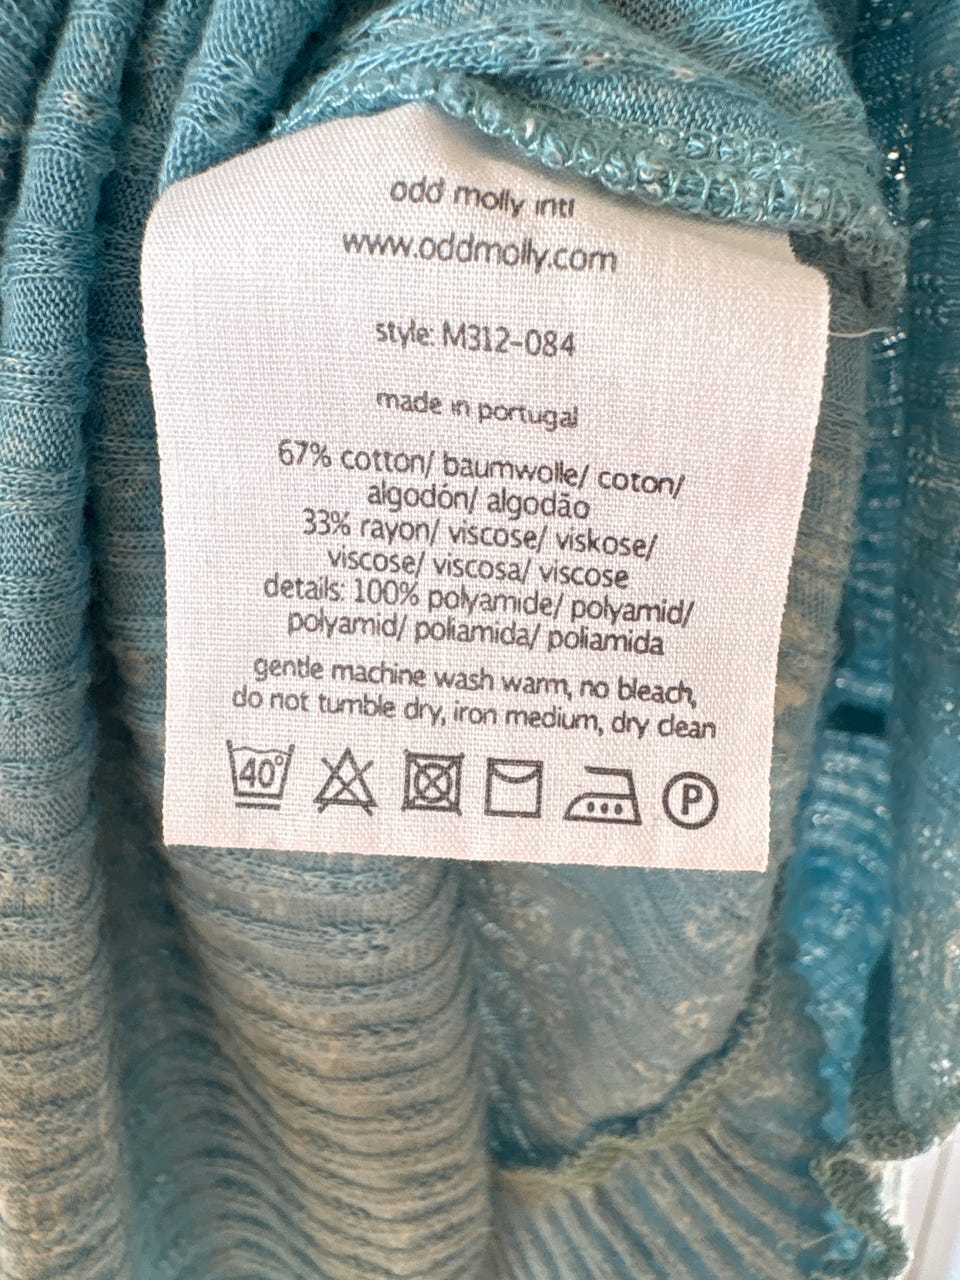 odd molly intl
www.oddmolly.com
style: M312-084
made in portugal
67% cotton/ baumwolle/ coton/
algodón/ algodão
33% rayon/ viscose/ viskose/
viscose/ viscosa/ viscose
details: 100% polyamide/ polyamid/
polyamid/ poliamida/ poliamida
gentle machine wash warm, no bleach,
do not tumble dry, iron medium, dry clean
40° P